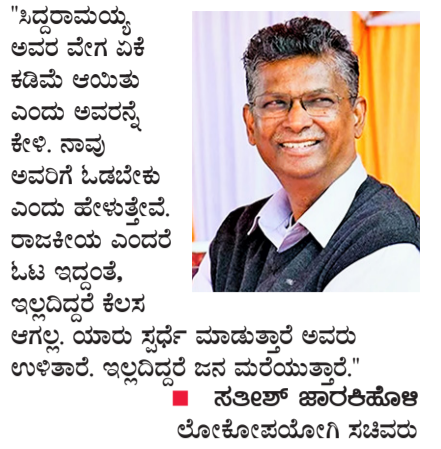 "ಸಿದ್ದರಾಮಯ್ಯ
ಅವರ ವೇಗ ಏಕೆ
ಕಡಿಮೆ ಆಯಿತು
ಎಂದು ಅವರನ್ನೆ
ಕೇಳಿ. ನಾವು
ಅವರಿಗೆ ಓಡಬೇಕು
ಎಂದು ಹೇಳುತ್ತೇವೆ.
ರಾಜಕೀಯ ಎಂದರೆ
ಓಟ ಇದ್ದಂತೆ,
ಇಲ್ಲದಿದ್ದರೆ ಕೆಲಸ
ಆಗಲ್ಲ. ಯಾರು ಸ್ಪರ್ಧೆ ಮಾಡುತ್ತಾರೆ ಅವರು
ಉಳಿತಾರೆ. ಇಲ್ಲದಿದ್ದರೆ ಜನ ಮರೆಯುತ್ತಾರೆ."
■ ಸತೀಶ್ ಜಾರಕಿಹೊಳಿ
ಲೋಕೋಪಯೋಗಿ ಸಚಿವರು